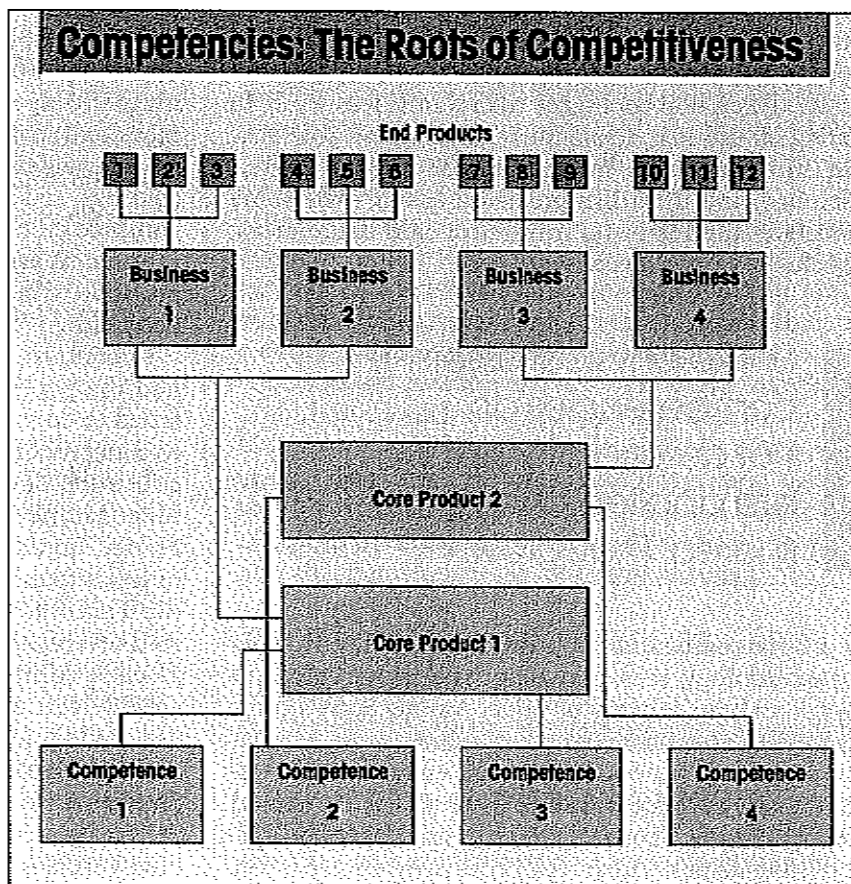 Competencies: The Roots of Competitiveness
End Products
1 2 3 4 5 6 7 8 9 10 11 12
Business Business Business Business
1 2 3 4
Core Product 2
Core Product 1
Competence Competence Competence Competence
1 2 3 4